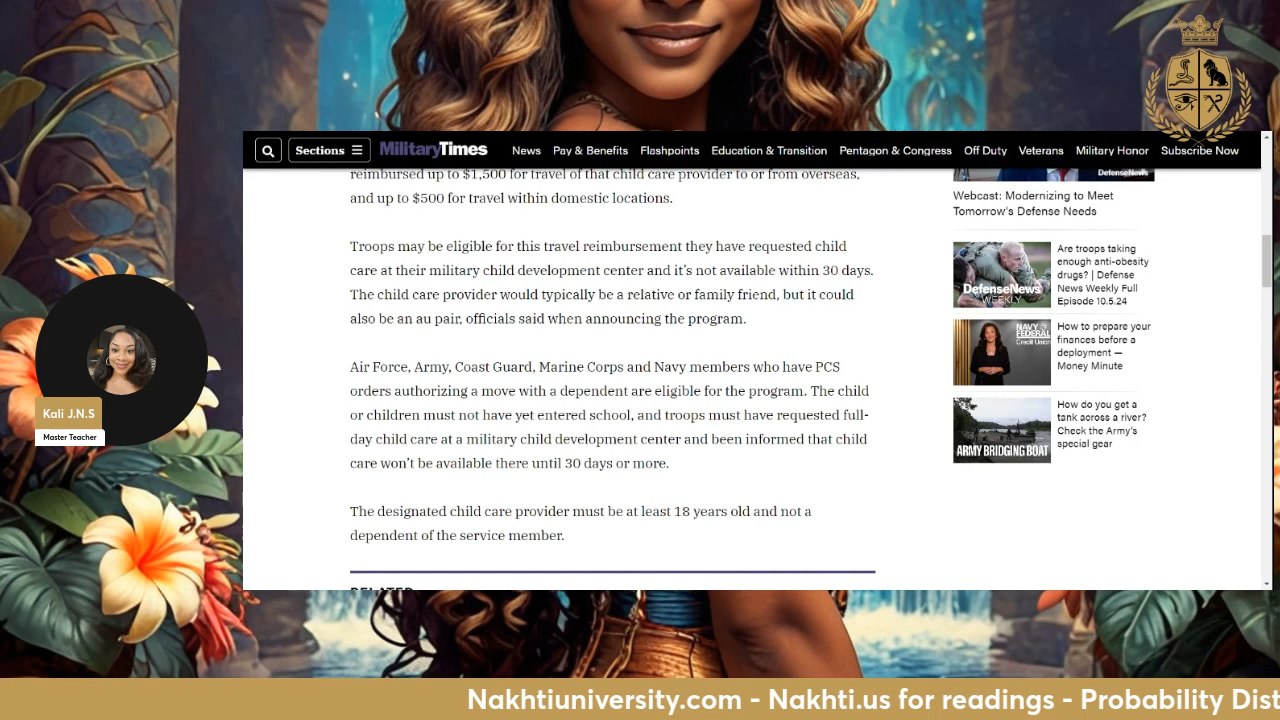 Sections
MilitaryTimes
News
Pay & Benefits
Flashpoints
Education & Transition
Pentagon & Congress
Off Duty
Veterans
Military Honor
Subscribe Now
reimbursed up to $1,500 for travel of that child care provider to or from overseas,
and up to $500 for travel within domestic locations.
Troops may be eligible for this travel reimbursement they have requested child
care at their military child development center and it’s not available within 30 days.
The child care provider would typically be a relative or family friend, but it could
also be an au pair, officials said when announcing the program.
Air Force, Army, Coast Guard, Marine Corps and Navy members who have PCS
orders authorizing a move with a dependent are eligible for the program. The child
or children must not have yet entered school, and troops must have requested full-
day child care at a military child development center and been informed that child
care won’t be available there until 30 days or more.
The designated child care provider must be at least 18 years old and not a
dependent of the service member.
RELATED
DefenseNews
Webcast: Modernizing to Meet
Tomorrow’s Defense Needs
DefenseNews
WEEKLY
Are troops taking
enough anti-obesity
drugs? | Defense
News Weekly Full
Episode 10.5.24
NAVY
FEDERAL
Credit Union
How to prepare your
finances before a
deployment —
Money Minute
ARMY BRIDGING BOAT
How do you get a
tank across a river?
Check the Army’s
special gear
Kali J.N.S
Master Teacher
Nakhtiuniversity.com - Nakhti.us for readings - Probability Dist